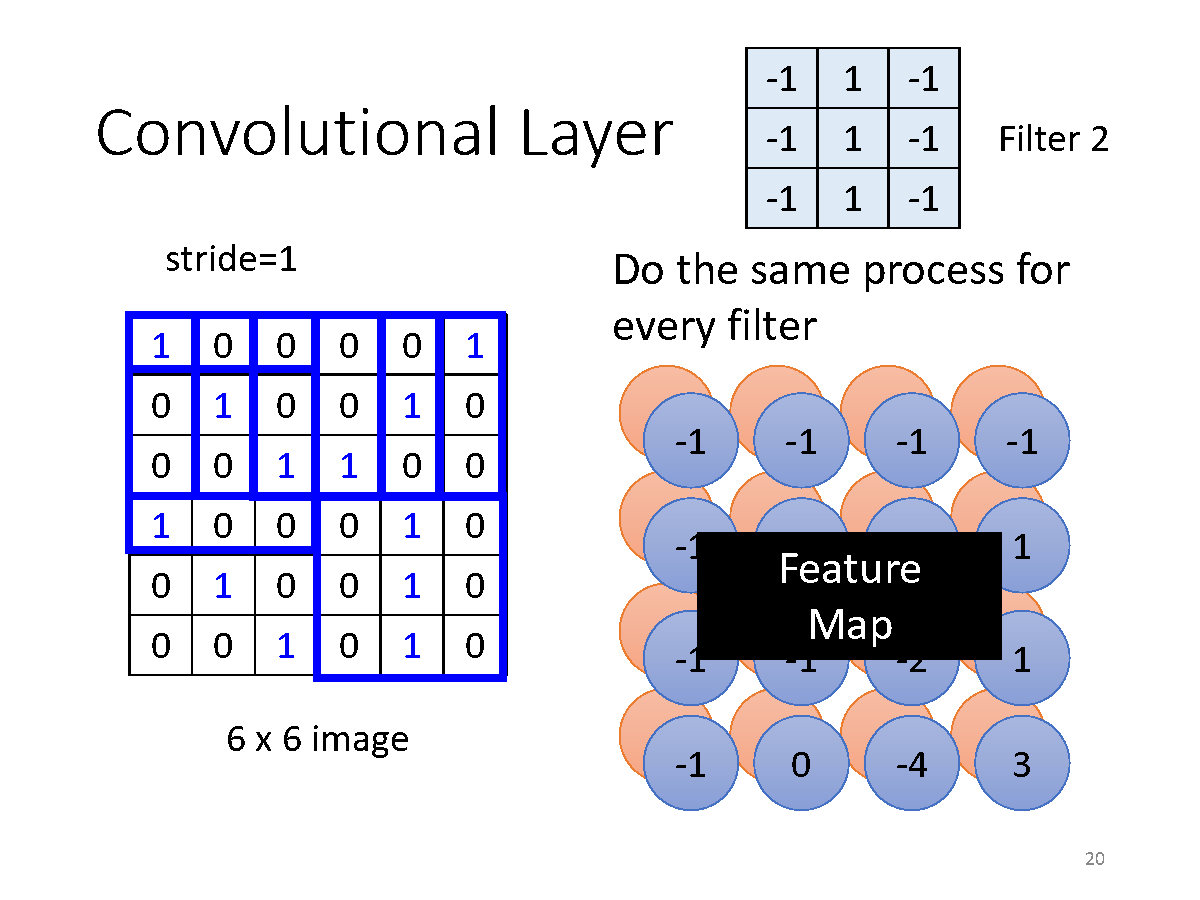 -1 1 -1
Convolutional Layer
-1 1 -1
Filter 2
-1 1 -1
stride=1
Do the same process for
every filter
1 0 0 0 0 1
0 1 0 0 1 0
0 0 1 1 0 0
1 0 0 0 1 0
0 1 0 0 1 0
0 0 1 0 1 0
6 x 6 image
-1 -1 -1 -1
-1 1
Feature
Map
-1 -1 -2 1
-1 0 -4 3
20